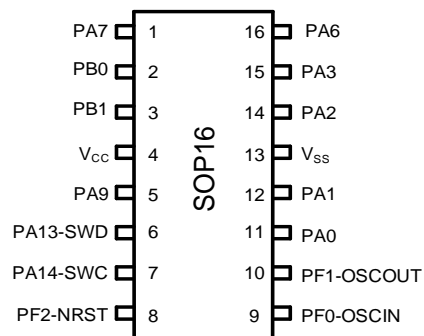 PA7 1 16 PA6
PB0 2 15 PA3
PB1 3 14 PA2
VCC 4 13 VSS
PA9 5 12 PA1
PA13-SWD 6 11 PA0
PA14-SWC 7 10 PF1-OSCOUT
PF2-NRST 8 9 PF0-OSCIN
SOP16